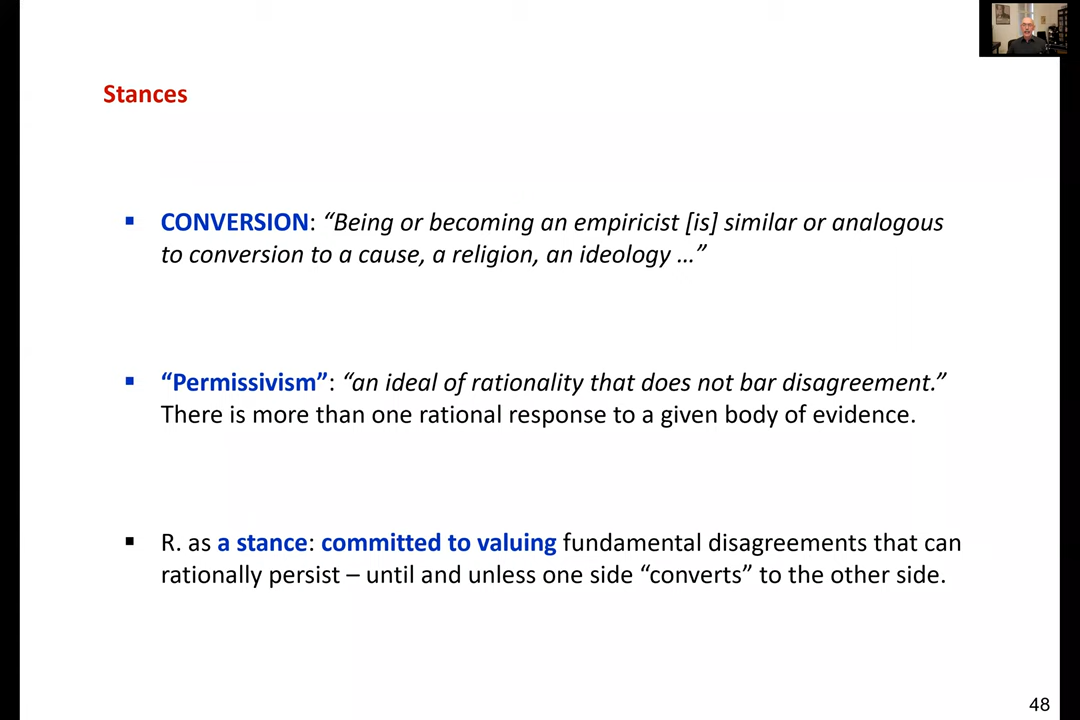 Stances
▪ CONVERSION: “Being or becoming an empiricist [is] similar or analogous
to conversion to a cause, a religion, an ideology …”
▪ “Permissivism”: “an ideal of rationality that does not bar disagreement.”
There is more than one rational response to a given body of evidence.
▪ R. as a stance: committed to valuing fundamental disagreements that can
rationally persist – until and unless one side “converts” to the other side.
48